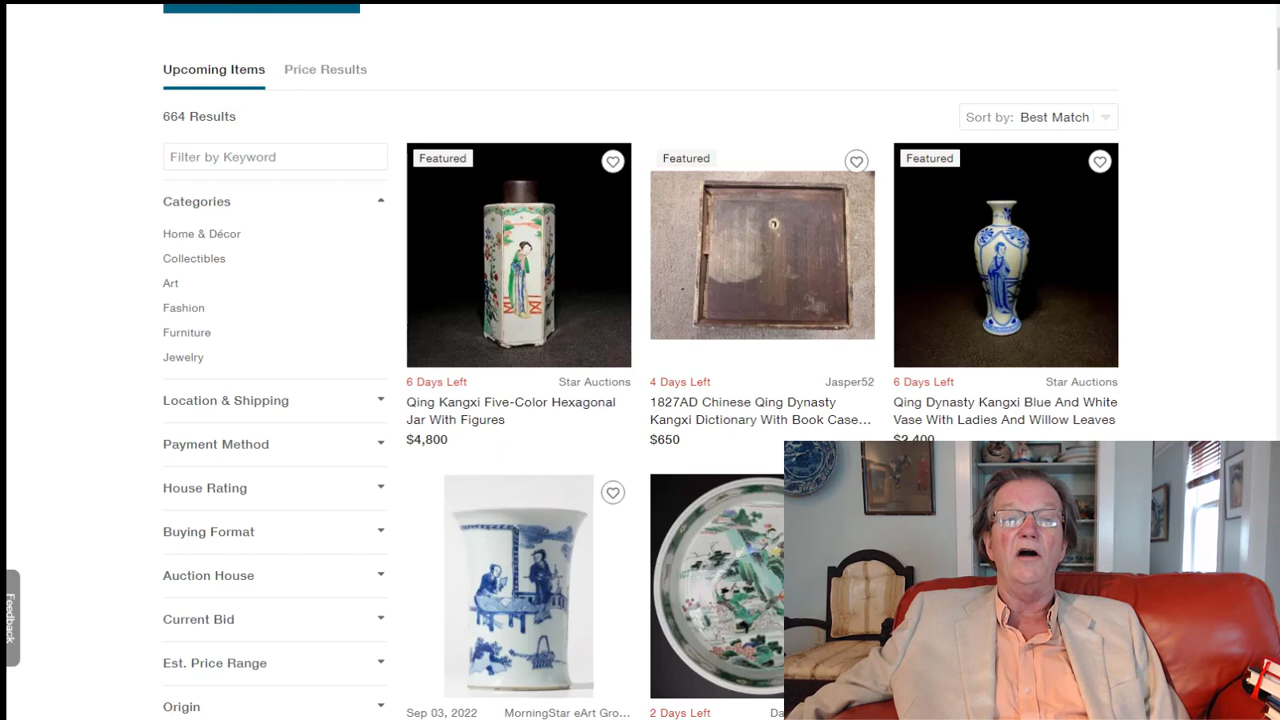 Upcoming Items
Price Results
664 Results
Sort by: Best Match
Filter by Keyword
Categories
Home & Décor
Collectibles
Art
Fashion
Furniture
Jewelry
Location & Shipping
Payment Method
House Rating
Buying Format
Auction House
Current Bid
Est. Price Range
Origin
Feedback
Featured
6 Days Left
Star Auctions
Qing Kangxi Five-Color Hexagonal
Jar With Figures
$4,800
Featured
4 Days Left
Jasper52
1827AD Chinese Qing Dynasty
Kangxi Dictionary With Book Case...
$650
Featured
6 Days Left
Star Auctions
Qing Dynasty Kangxi Blue And White
Vase With Ladies And Willow Leaves
$2,400
Sep 03, 2022
MorningStar eArt Gro...
2 Days Left
Da